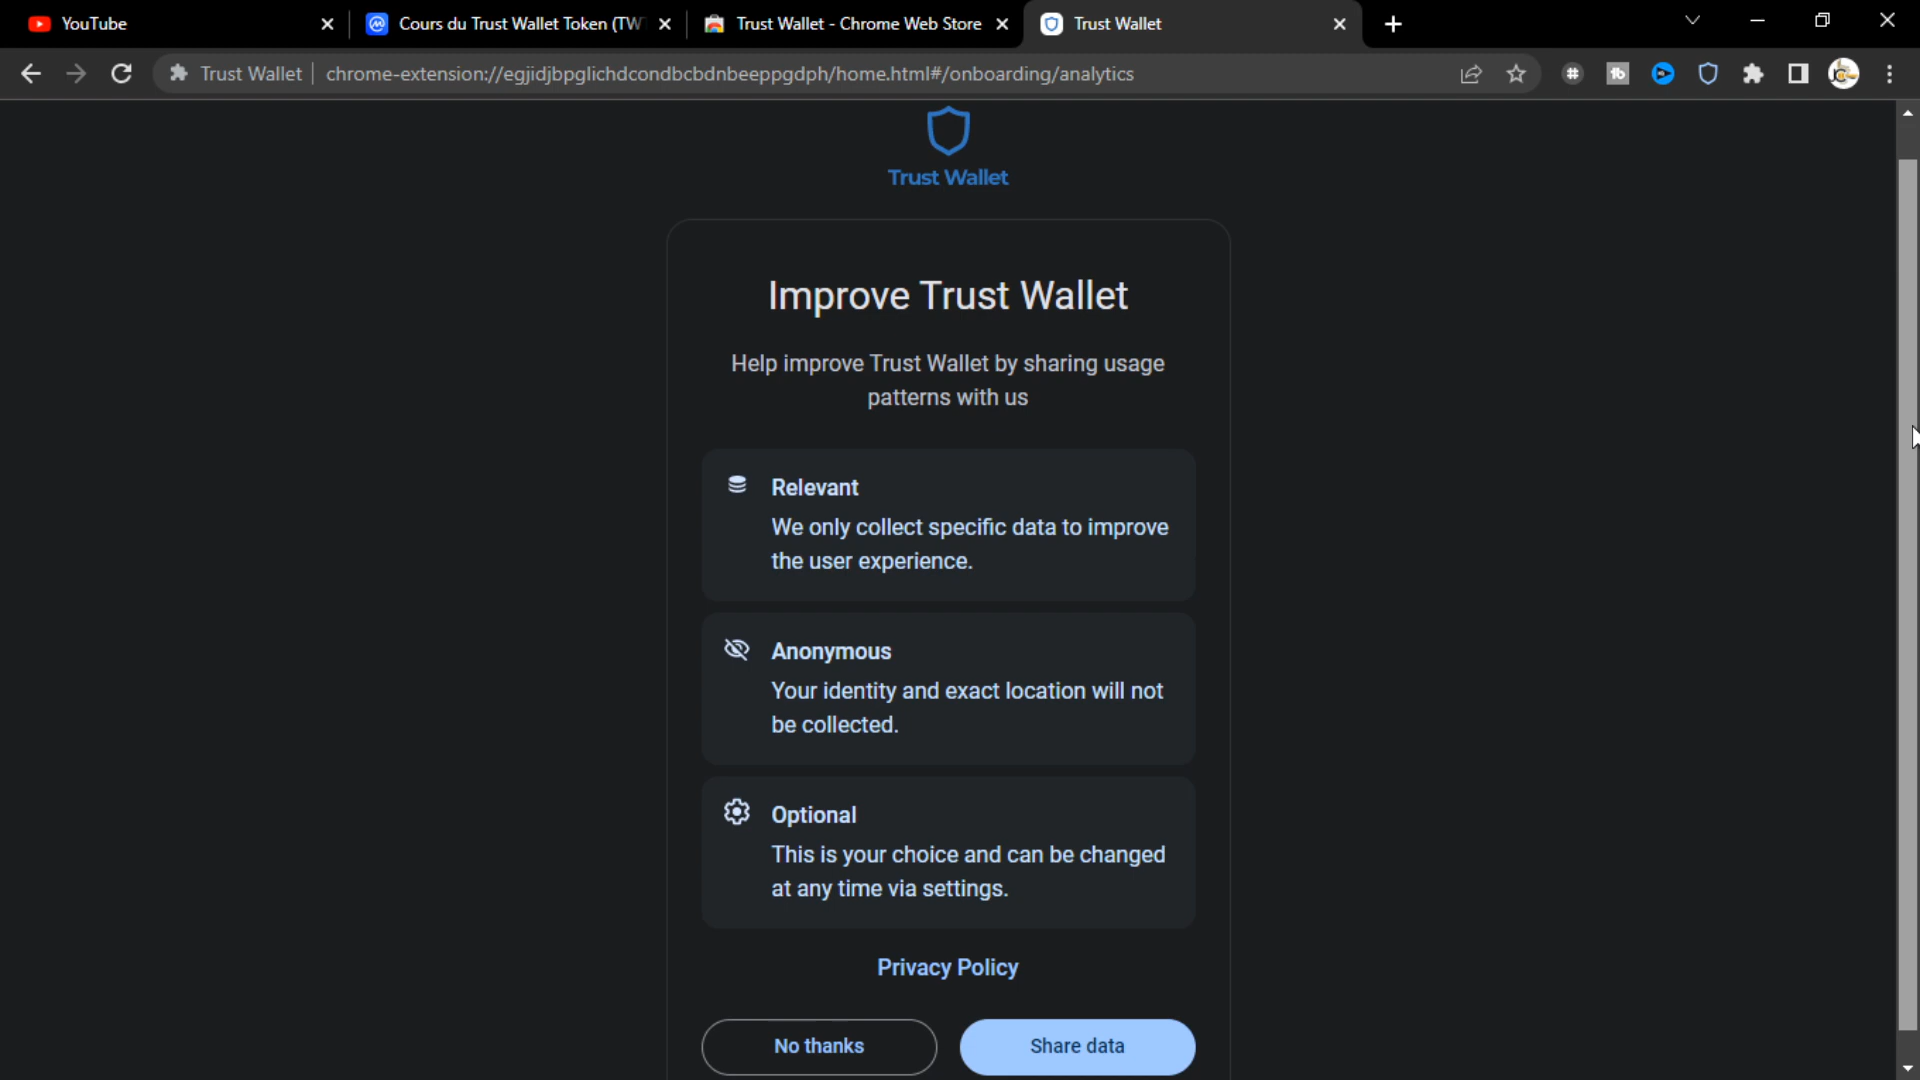 YouTube
Cours du Trust Wallet Token (TW
Trust Wallet - Chrome Web Store
Trust Wallet
Trust Wallet
chrome-extension://egjidjbpglichdcondbcbdnbeeppgdph/home.html#/onboarding/analytics
Trust Wallet
Improve Trust Wallet
Help improve Trust Wallet by sharing usage
patterns with us
Relevant
We only collect specific data to improve
the user experience.
Anonymous
Your identity and exact location will not
be collected.
Optional
This is your choice and can be changed
at any time via settings.
Privacy Policy
No thanks
Share data